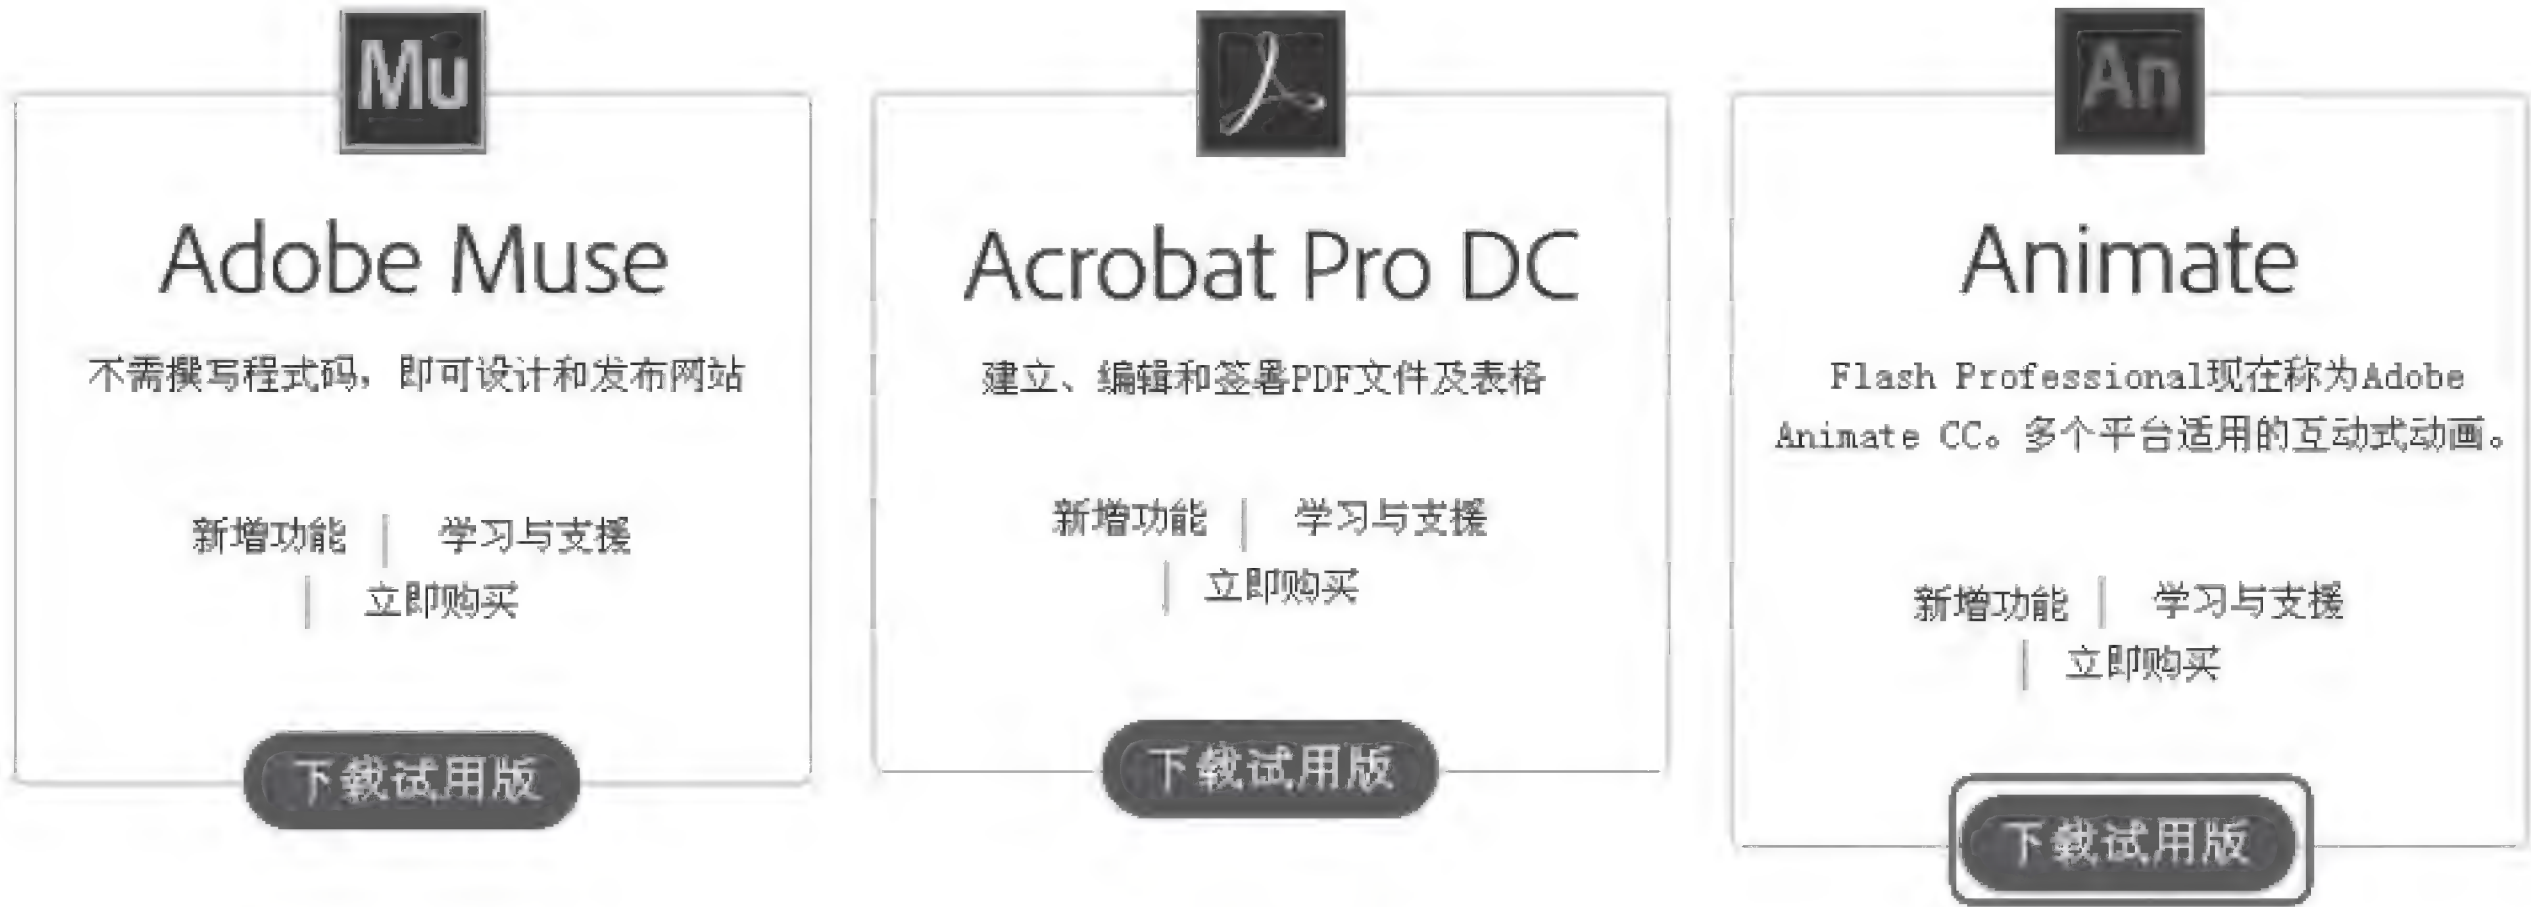 Mu
Adobe Muse
不需撰写程式码，即可设计和发布网站
新增功能 | 学习与支援
| 立即购买
下载试用版
Acrobat Pro DC
建立、编辑和签署PDF文件及表格
新增功能 | 学习与支援
| 立即购买
下载试用版
An
Animate
Flash Professional现在称为Adobe
Animate CC。多个平台适用的互动式动画。
新增功能 | 学习与支援
| 立即购买
下载试用版